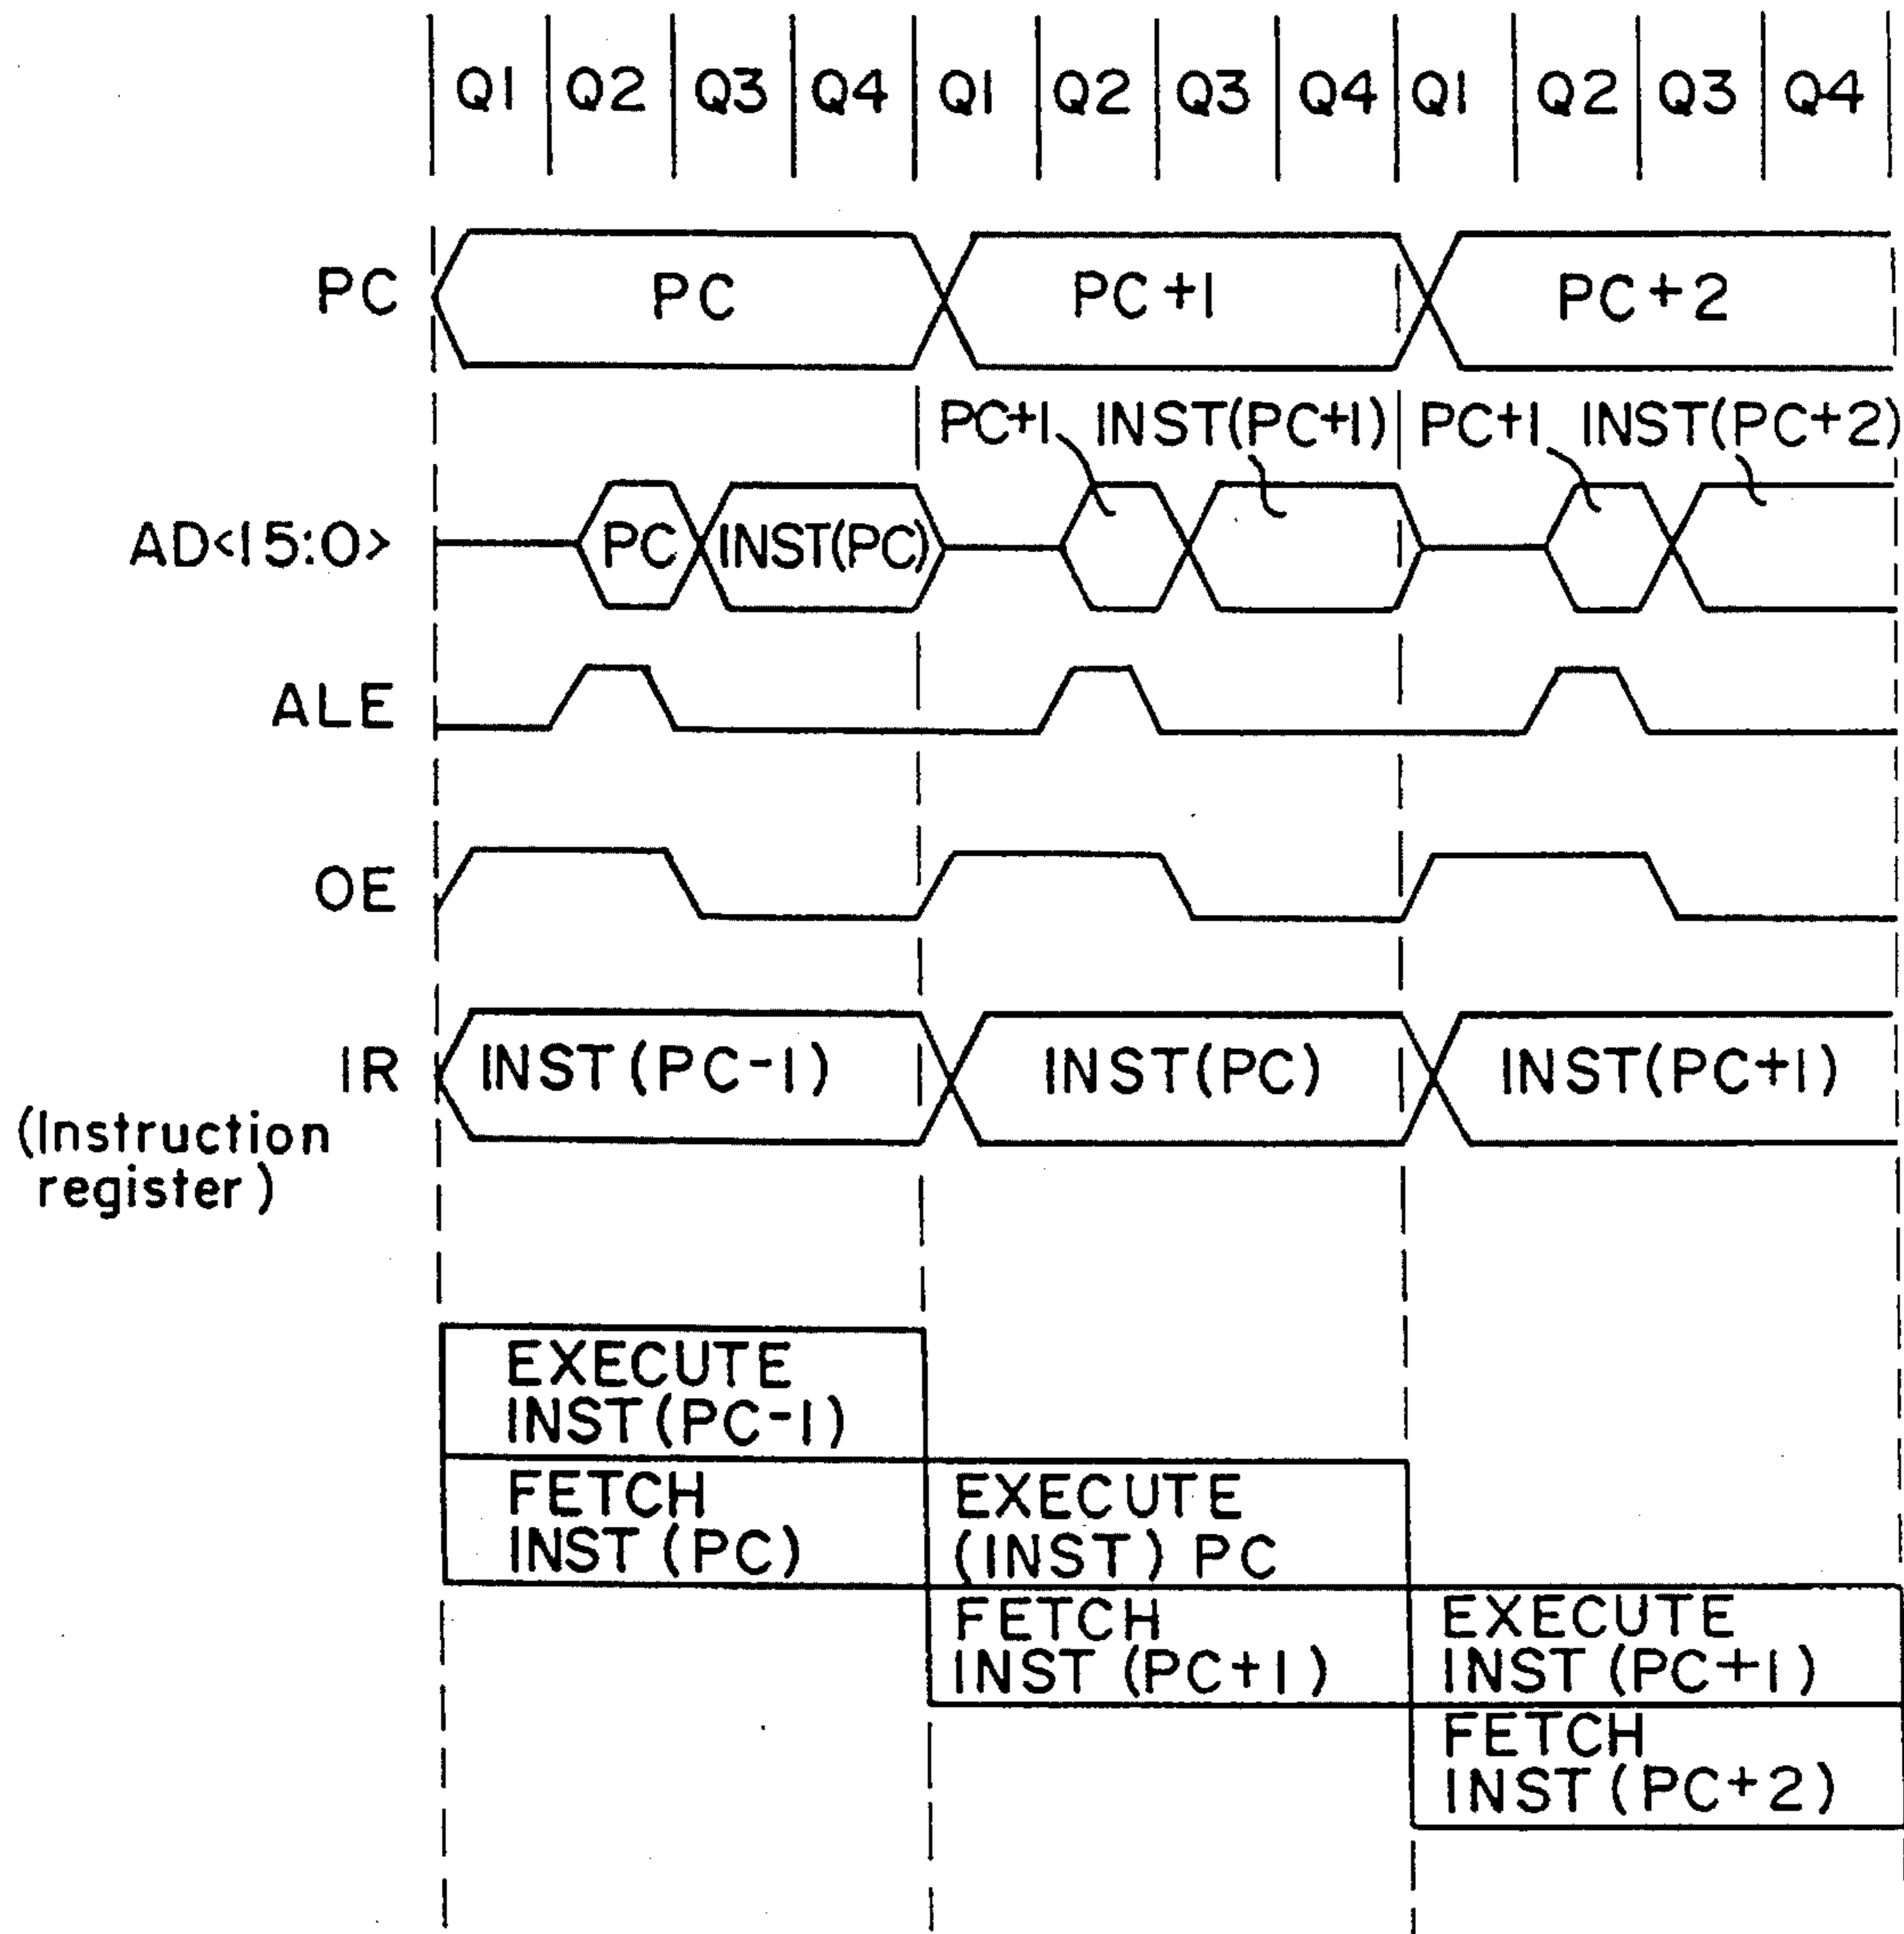 Q1 Q2 Q3 Q4 Q1 Q2 Q3 Q4 Q1 Q2 Q3 Q4
PC PC PC+1 PC+2
PC+1 INST(PC+1) PC+1 INST(PC+2)
AD<15:0> PC INST(PC)
ALE
OE
IR INST(PC-1) INST(PC) INST(PC+1)
(Instruction
register)
EXECUTE
INST(PC-1)
FETCH
INST(PC)
EXECUTE
(INST) PC
FETCH
INST(PC+1)
EXECUTE
INST(PC+1)
FETCH
INST(PC+2)